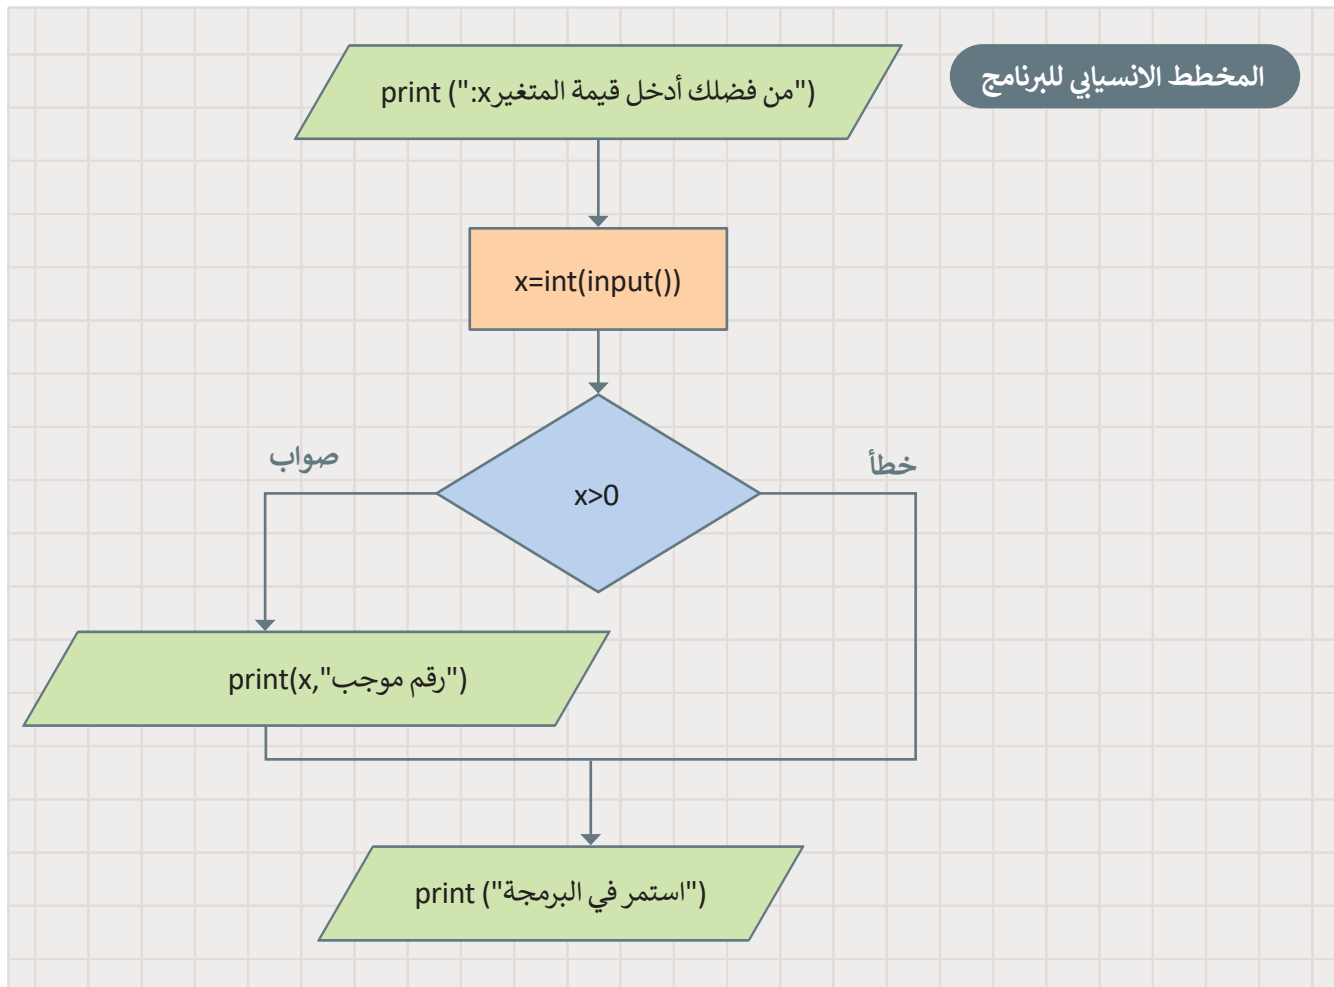 المخطط الانسيابي للبرنامج
print ("من فضلك أدخل قيمة المتغيرx:")
x=int(input())
x>0
صواب
خطأ
print(x,"رقم موجب")
print ("استمر في البرمجة")